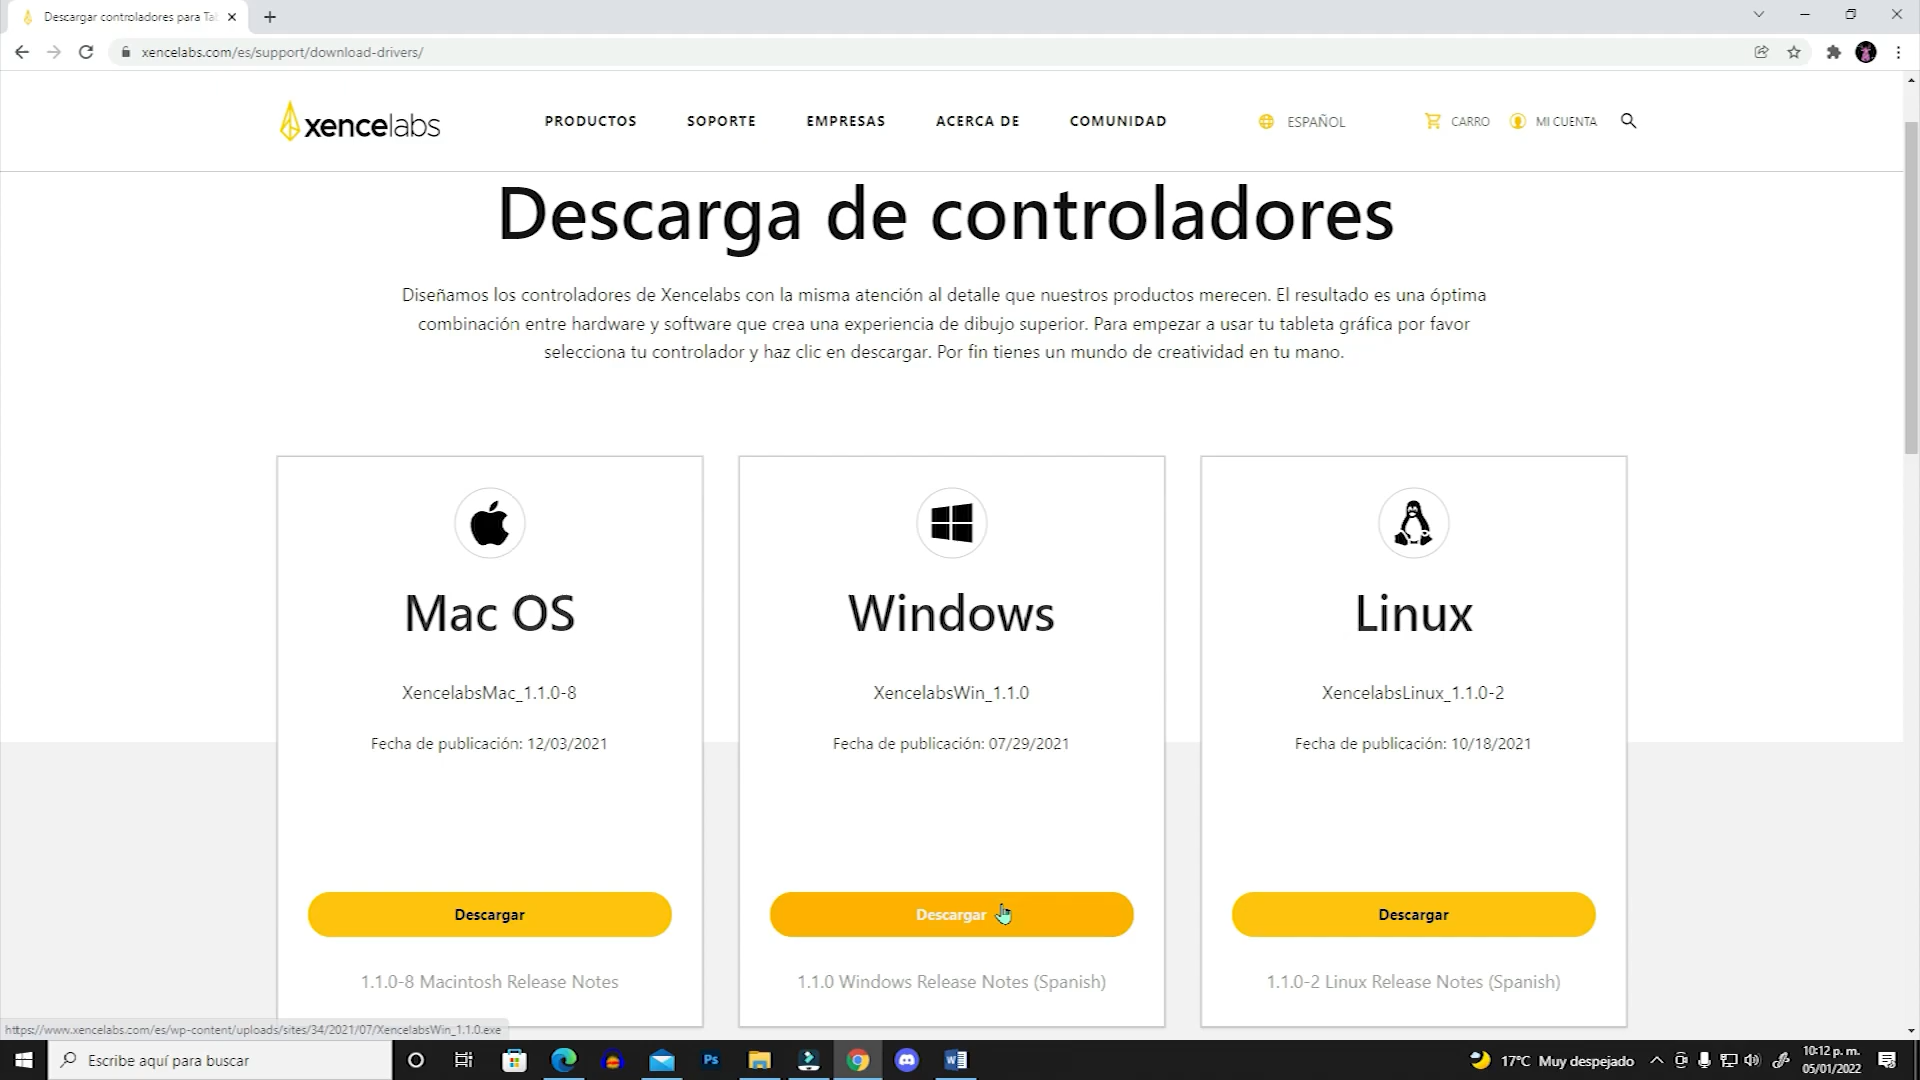 Descargar controladores para Tab
xencelabs.com/es/support/download-drivers/
xencelabs
PRODUCTOS
SOPORTE
EMPRESAS
ACERCA DE
COMUNIDAD
ESPAÑOL
CARRO
MI CUENTA
Descarga de controladores
Diseñamos los controladores de Xencelabs con la misma atención al detalle que nuestros productos merecen. El resultado es una óptima
combinación entre hardware y software que crea una experiencia de dibujo superior. Para empezar a usar tu tableta gráfica por favor
selecciona tu controlador y haz clic en descargar. Por fin tienes un mundo de creatividad en tu mano.
Mac OS
XencelabsMac_1.1.0-8
Fecha de publicación: 12/03/2021
Descargar
1.1.0-8 Macintosh Release Notes
Windows
XencelabsWin_1.1.0
Fecha de publicación: 07/29/2021
Descargar
1.1.0 Windows Release Notes (Spanish)
Linux
XencelabsLinux_1.1.0-2
Fecha de publicación: 10/18/2021
Descargar
1.1.0-2 Linux Release Notes (Spanish)
https://www.xencelabs.com/es/wp-content/uploads/sites/34/2021/07/XencelabsWin_1.1.0.exe
Escribe aquí para buscar
Ps
17°C Muy despejado
10:12 p. m.
05/01/2022